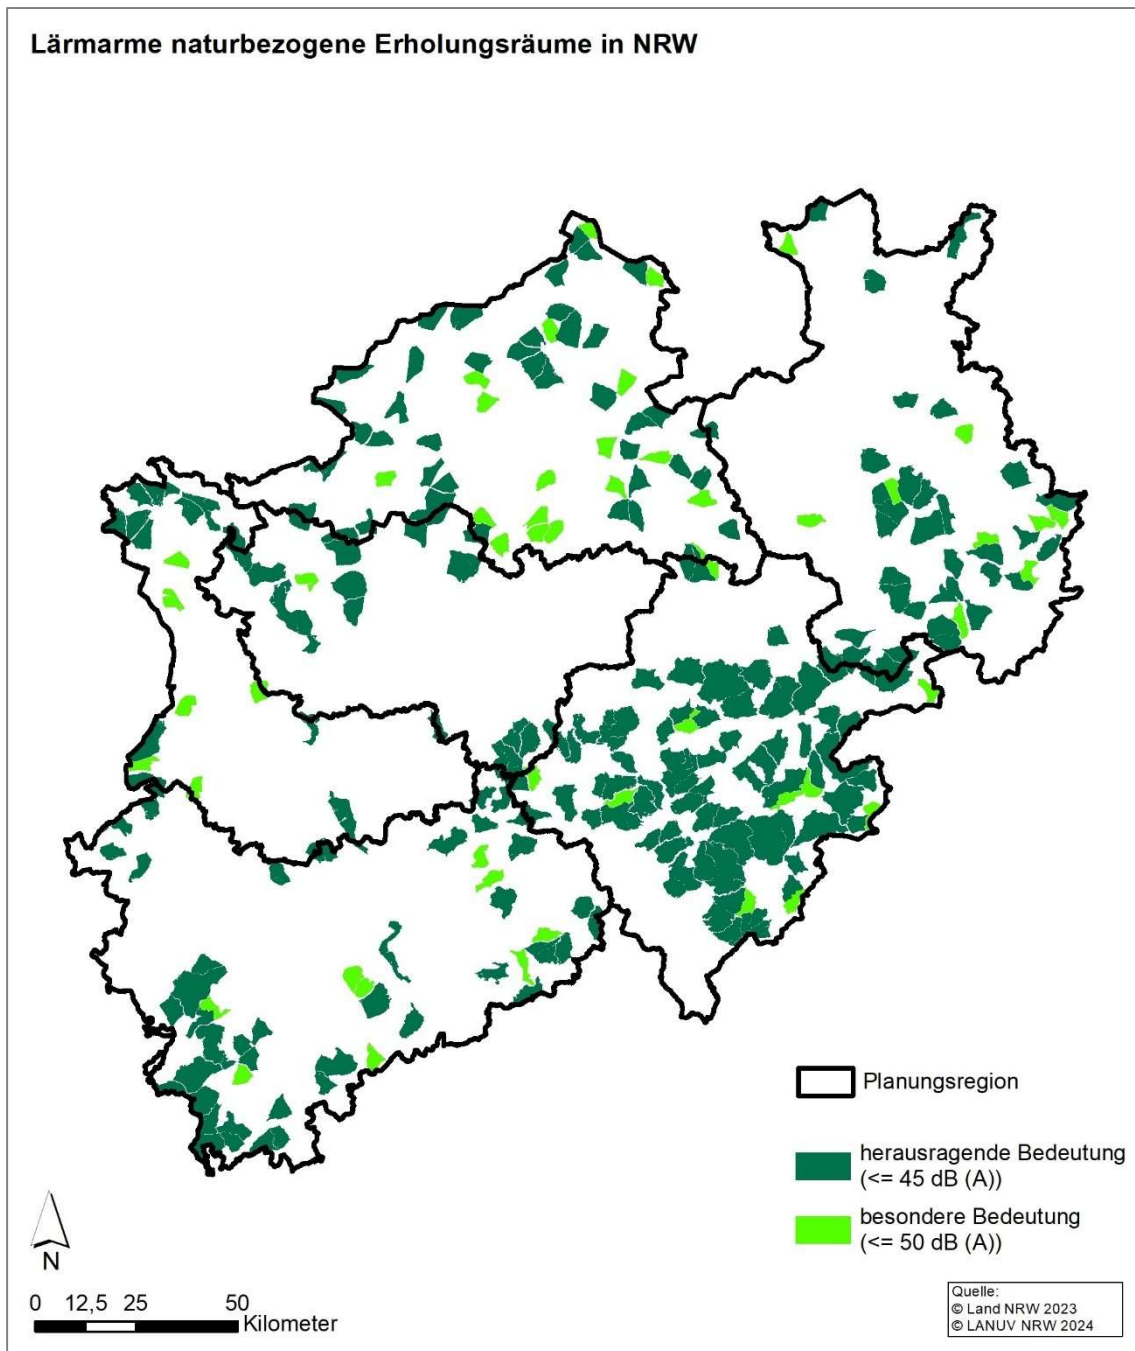 Lärmarme naturbezogene Erholungsräume in NRW
Planungsregion
herausragende Bedeutung
(<= 45 dB (A))
besondere Bedeutung
(<= 50 dB (A))
N
0 12,5 25 50
Kilometer
Quelle:
© Land NRW 2023
© LANUV NRW 2024